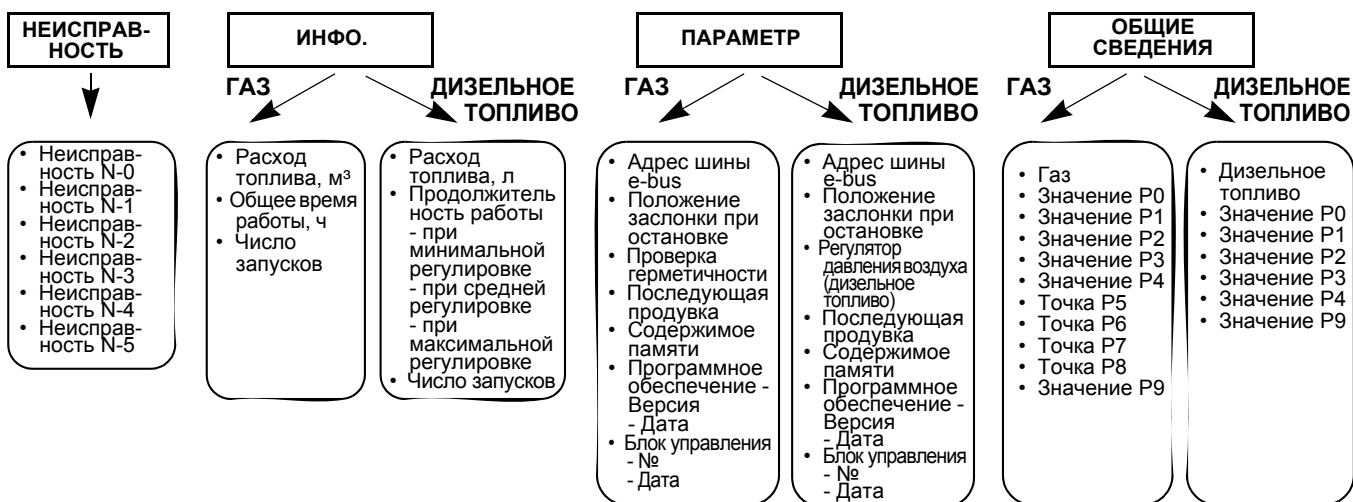 НЕИСПРАВ-
НОСТЬ
ИНФО.
ПАРАМЕТР
ОБЩИЕ
СВЕДЕНИЯ
ГАЗ
ДИЗЕЛЬНОЕ
ТОПЛИВО
ГАЗ
ДИЗЕЛЬНОЕ
ТОПЛИВО
ГАЗ
ДИЗЕЛЬНОЕ
ТОПЛИВО
• Неисправ-
ность N-0
• Неисправ-
ность N-1
• Неисправ-
ность N-2
• Неисправ-
ность N-3
• Неисправ-
ность N-4
• Неисправ-
ность N-5
• Расход
топлива, м³
• Общее время
работы, ч
• Число
запусков
• Расход
топлива, л
• Продолжитель
ность работы
- при
минимальной
регулировке
- при средней
регулировке
- при
максимальной
регулировке
• Число запусков
• Адрес шины
e-bus
• Положение
заслонки при
остановке
• Проверка
герметичности
• Последующая
продувка
• Содержимое
памяти
• Программное
обеспечение -
Версия
- Дата
• Блок управления
- №
- Дата
• Адрес шины
e-bus
• Положение
заслонки при
остановке
• Регулятор
давления воздуха
(дизельное
топливо)
• Последующая
продувка
• Содержимое
памяти
• Программное
обеспечение -
Версия
- Дата
• Блок управления
- №
- Дата
• Газ
• Значение P0
• Значение P1
• Значение P2
• Значение P3
• Значение P4
• Точка P5
• Точка P6
• Точка P7
• Точка P8
• Значение P9
• Дизельное
топливо
• Значение P0
• Значение P1
• Значение P2
• Значение P3
• Значение P4
• Значение P9